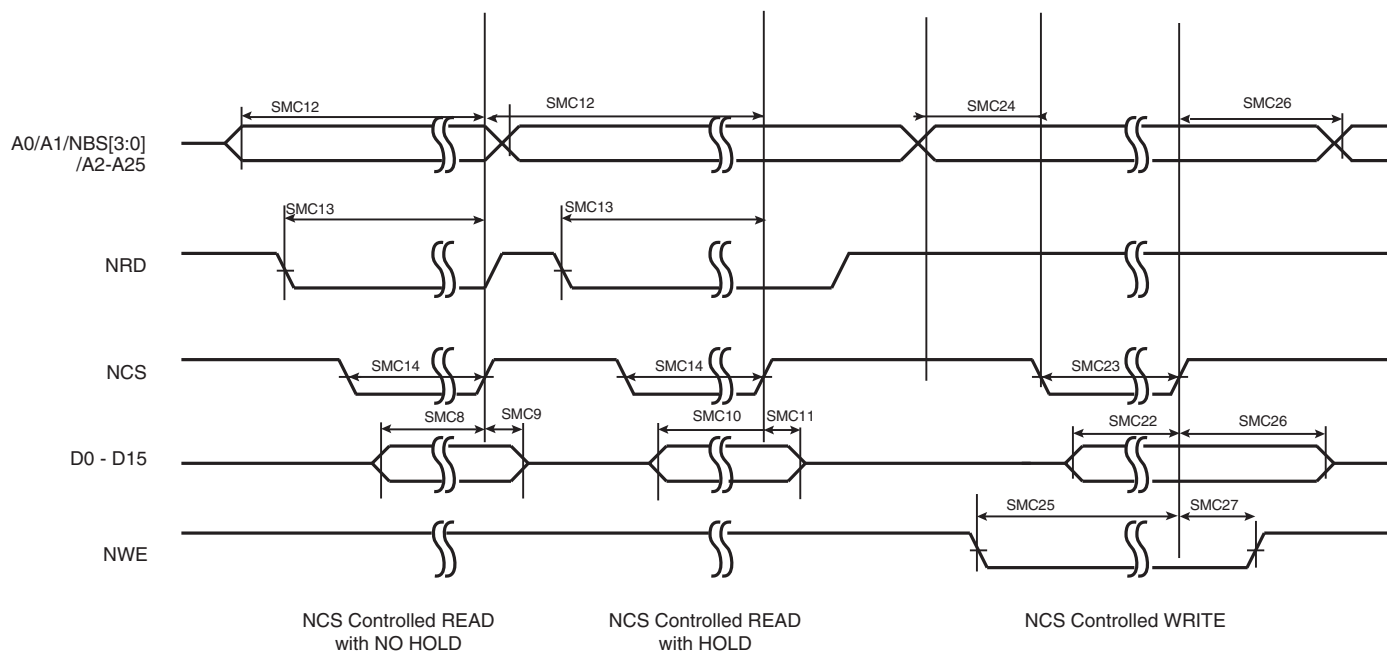 SMC12
SMC12
SMC24
SMC26
A0/A1/NBS[3:0]
/A2-A25
SMC13
SMC13
NRD
NCS
SMC14
SMC14
SMC23
SMC8
SMC9
SMC10
SMC11
SMC22
SMC26
D0 - D15
SMC25
SMC27
NWE
NCS Controlled READ
with NO HOLD
NCS Controlled READ
with HOLD
NCS Controlled WRITE